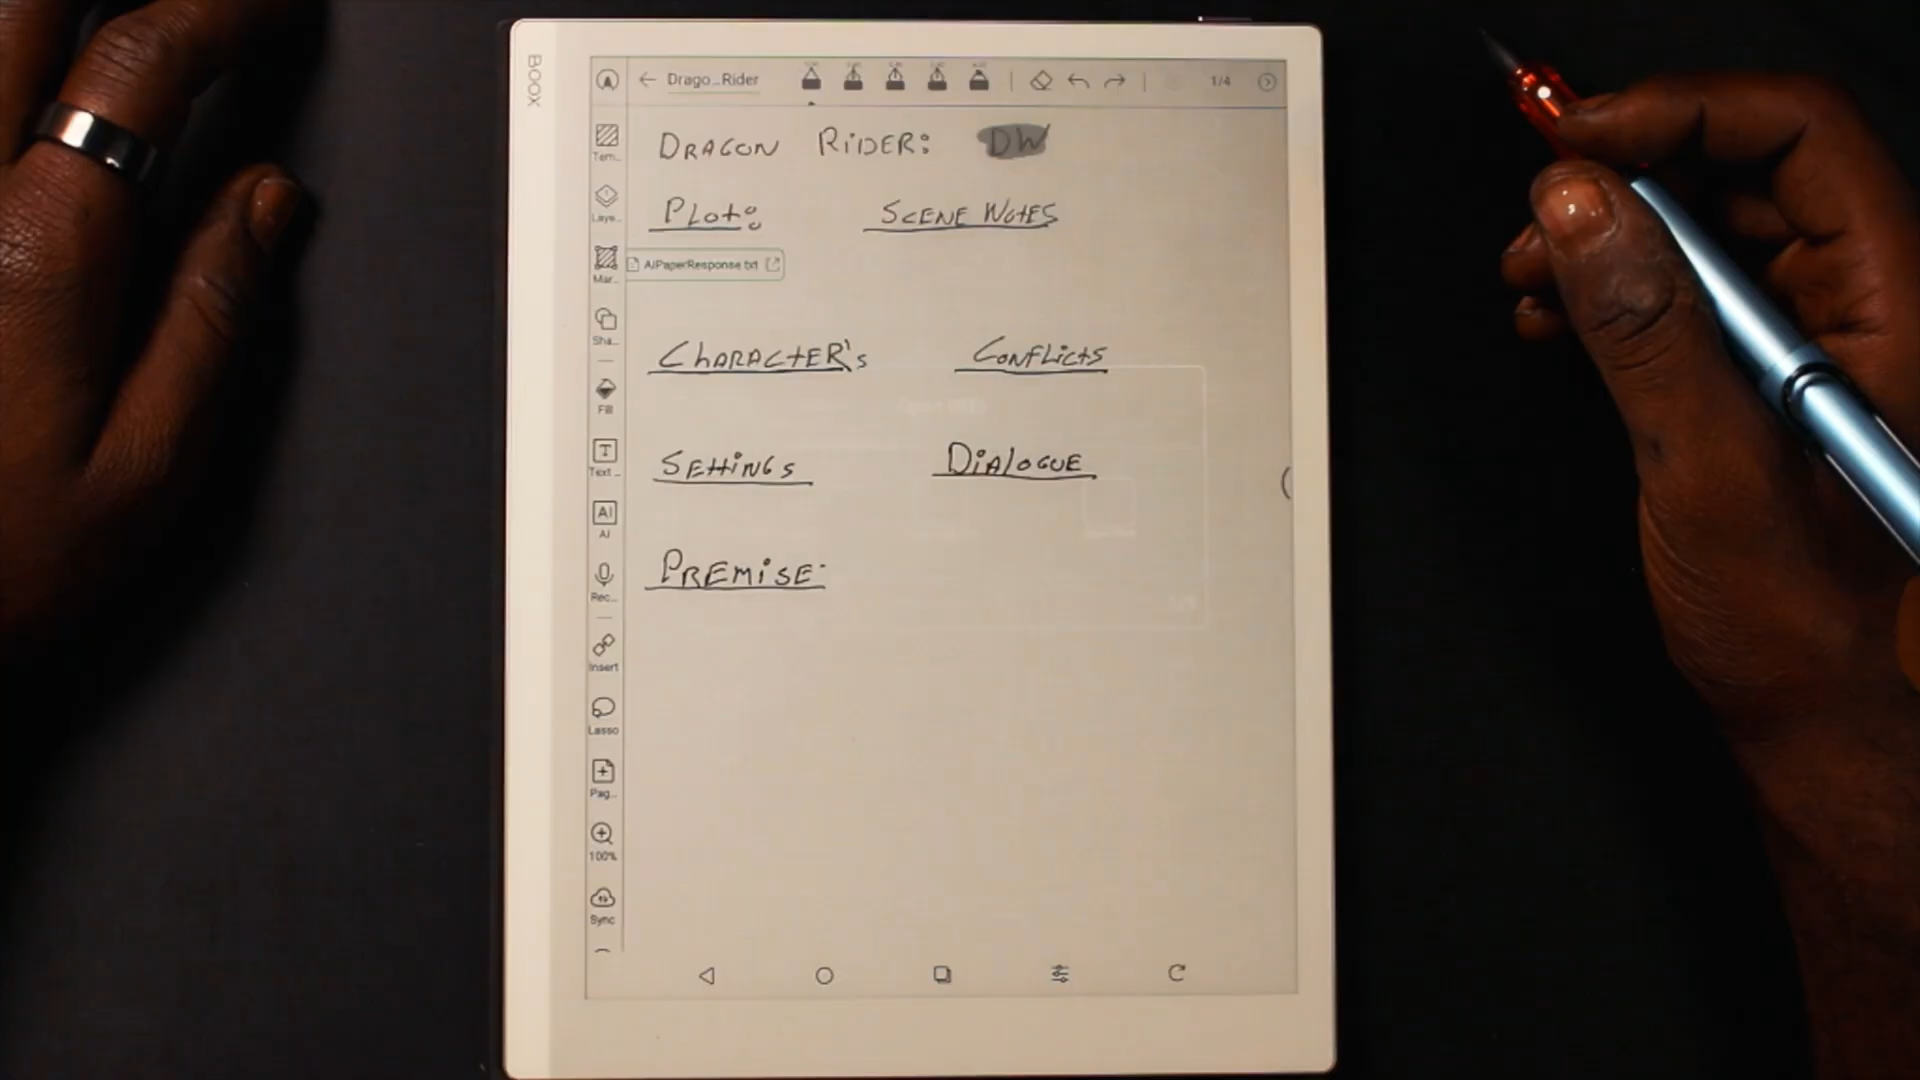 BOOX
Drago...Rider
1/4
DRAGON RiDER: DW
PLot: SCENE NotES
AIPaperResponse.txt
ChARACtER's CONFLicts
SEttiNGs DiAlOGUE
PREMiSE:
Tem...
Laye...
Mar...
Sha...
Fill
Text ...
AI
AI
Rec...
Insert
Lasso
Pag...
100%
Sync